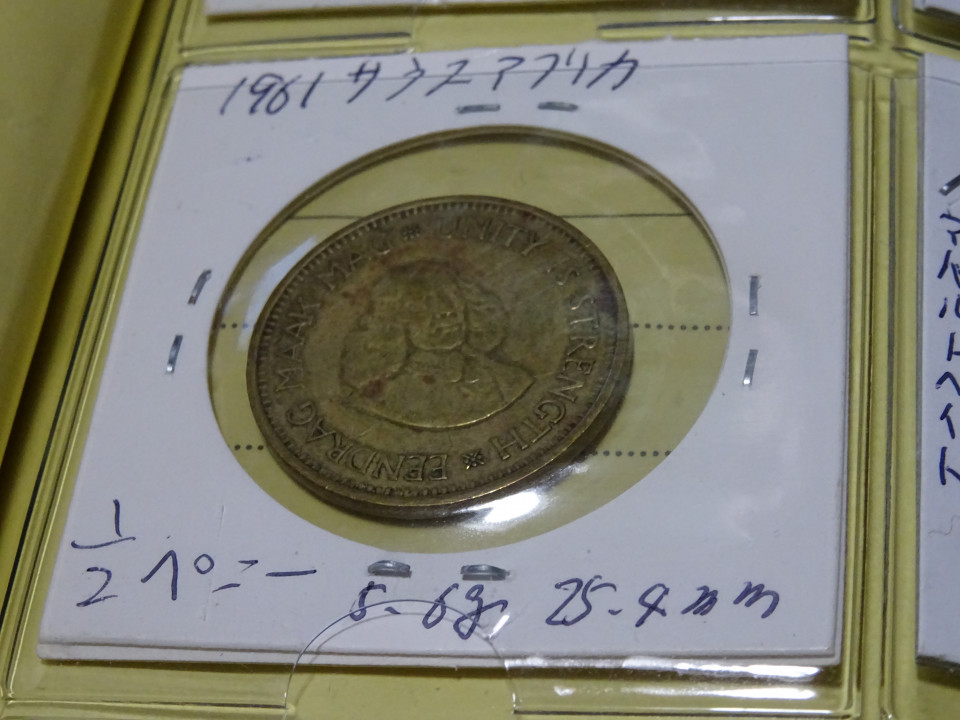 1961 サウスアフリカ
EENDRAG MAAK MAG ※ UNITY IS STRENGTH ※
1/2 ペニー 5.6g 25.4mm